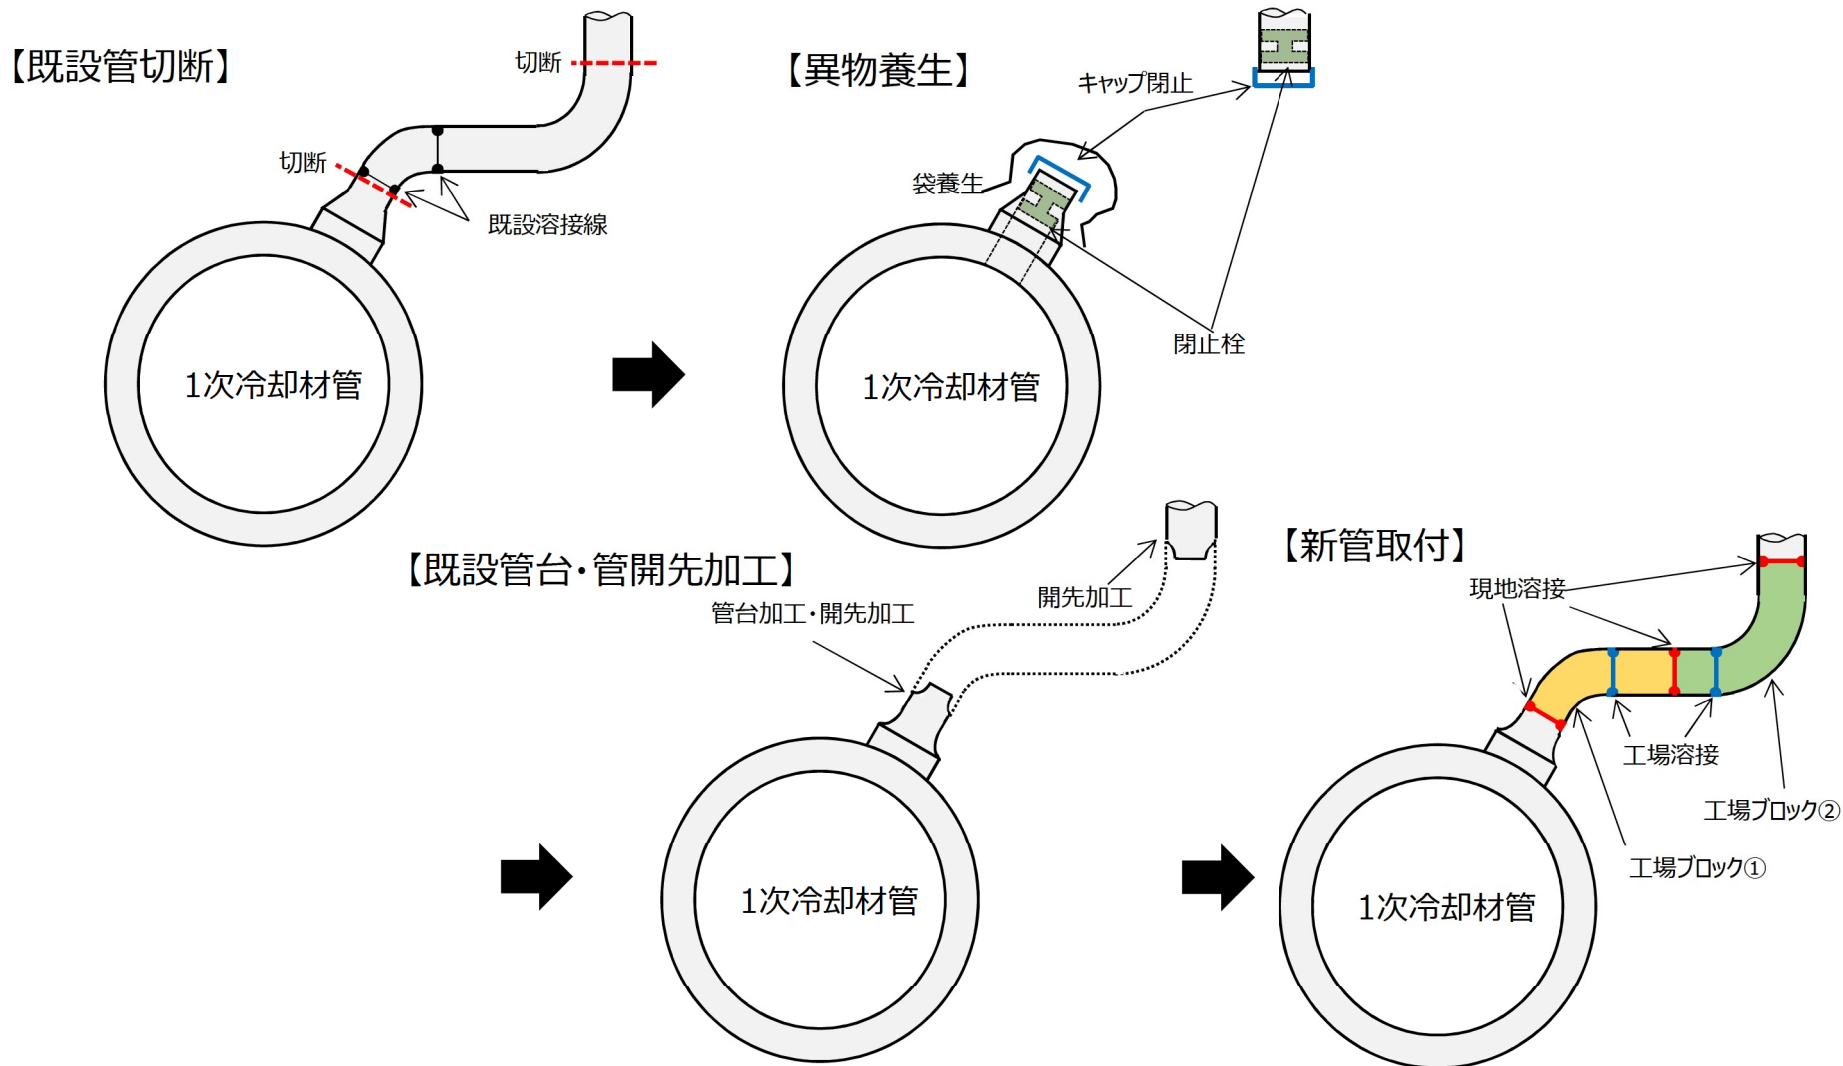 【既設管切断】
切断
切断
既設溶接線
1次冷却材管
【異物養生】
キャップ閉止
袋養生
閉止栓
1次冷却材管
【既設管台・管開先加工】
管台加工・開先加工
開先加工
1次冷却材管
【新管取付】
現地溶接
工場溶接
工場ブロック②
工場ブロック①
1次冷却材管